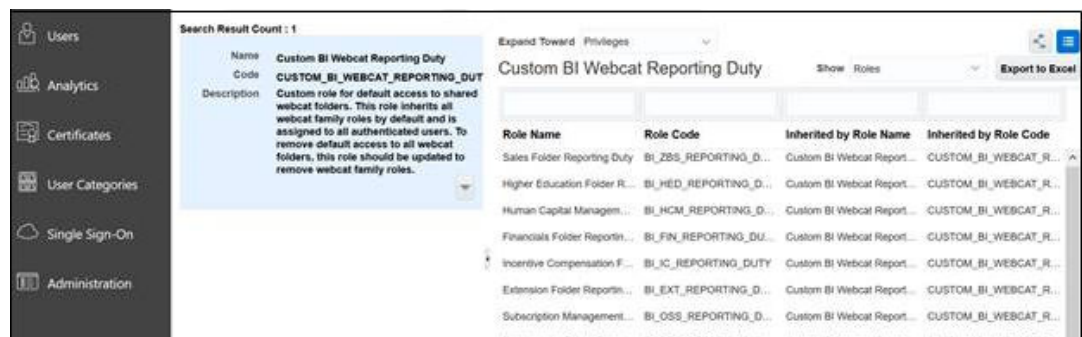 Users
Analytics
Certificates
User Categories
Single Sign-On
Administration
Search Result Count : 1
Name Custom BI Webcat Reporting Duty
Code CUSTOM_BI_WEBCAT_REPORTING_DUT
Description Custom role for default access to shared
webcat folders. This role inherits all
webcat family roles by default and is
assigned to all authenticated users. To
remove default access to all webcat
folders, this role should be updated to
remove webcat family roles.
Expand Toward Privileges
Custom BI Webcat Reporting Duty
Show Roles
Export to Excel
Role Name Role Code Inherited by Role Name Inherited by Role Code
Sales Folder Reporting Duty BI_ZBS_REPORTING_D... Custom BI Webcat Report... CUSTOM_BI_WEBCAT_R...
Higher Education Folder R... BI_HED_REPORTING_D... Custom BI Webcat Report... CUSTOM_BI_WEBCAT_R...
Human Capital Managem... BI_HCM_REPORTING_D... Custom BI Webcat Report... CUSTOM_BI_WEBCAT_R...
Financials Folder Reportin... BI_FIN_REPORTING_DU... Custom BI Webcat Report... CUSTOM_BI_WEBCAT_R...
Incentive Compensation F... BI_IC_REPORTING_DUTY Custom BI Webcat Report... CUSTOM_BI_WEBCAT_R...
Extension Folder Reportin... BI_EXT_REPORTING_D... Custom BI Webcat Report... CUSTOM_BI_WEBCAT_R...
Subscription Management... BI_OSS_REPORTING_D... Custom BI Webcat Report... CUSTOM_BI_WEBCAT_R...